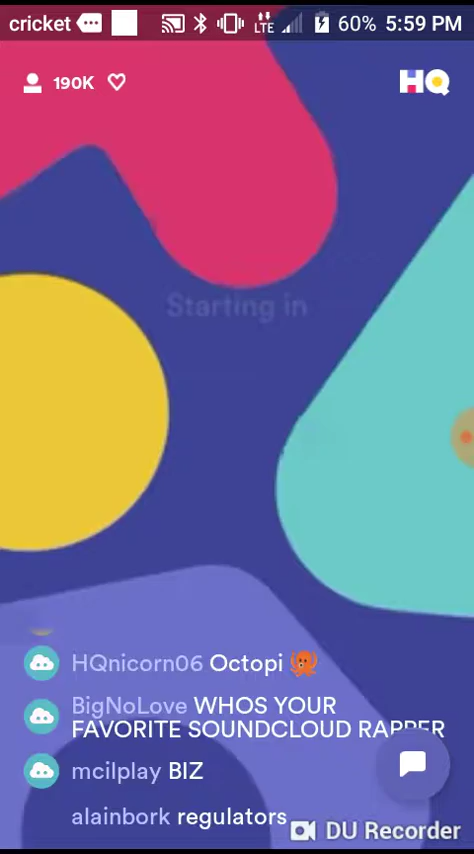 cricket LTE 60% 5:59 PM
190K HQ
Starting in
HQnicorn06 Octopi
BigNoLove WHOS YOUR
FAVORITE SOUNDCLOUD RAPPER
mcilplay BIZ
alainbork regulators
DU Recorder